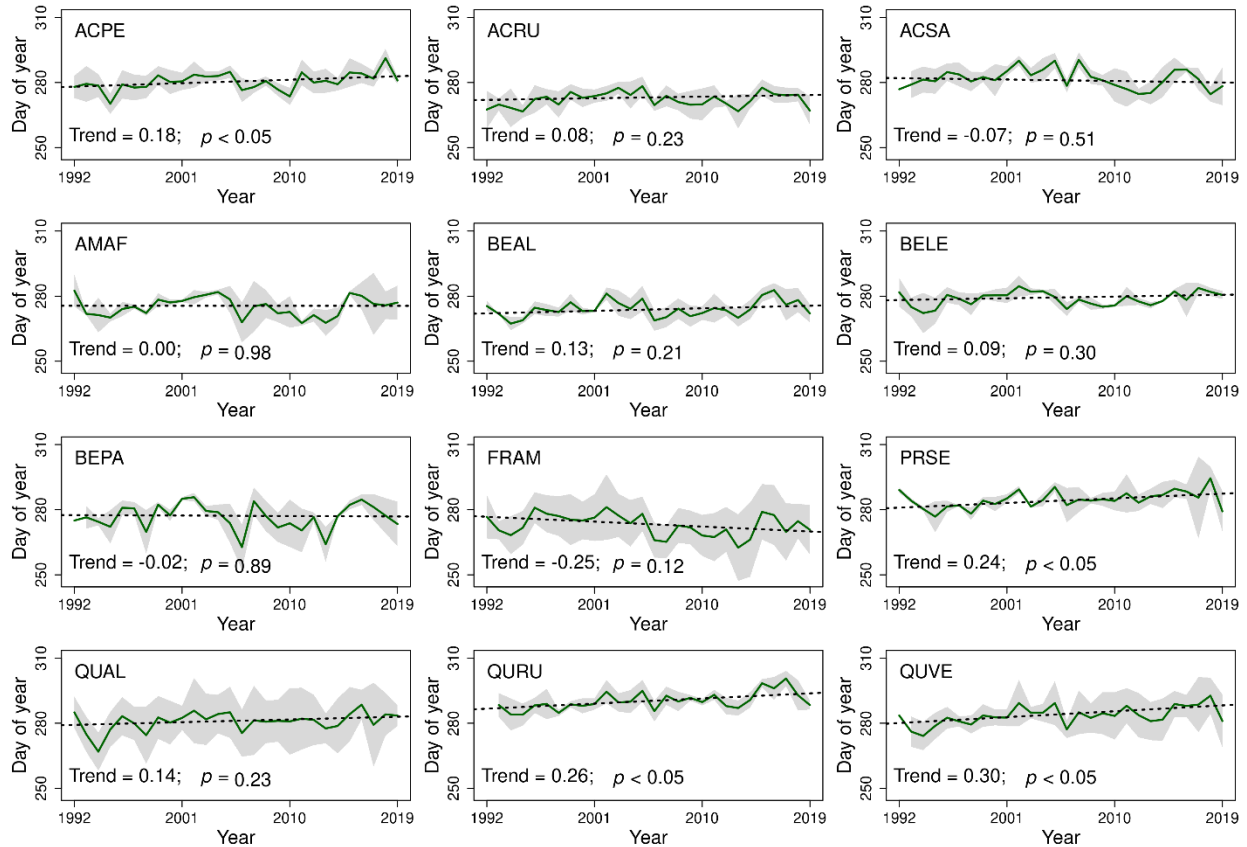 ACPE
Trend = 0.18; p < 0.05
Day of year
250 280 310
1992 2001 2010 2019
Year
ACRU
Trend = 0.08; p = 0.23
Day of year
250 280 310
1992 2001 2010 2019
Year
ACSA
Trend = -0.07; p = 0.51
Day of year
250 280 310
1992 2001 2010 2019
Year
AMAF
Trend = 0.00; p = 0.98
Day of year
250 280 310
1992 2001 2010 2019
Year
BEAL
Trend = 0.13; p = 0.21
Day of year
250 280 310
1992 2001 2010 2019
Year
BELE
Trend = 0.09; p = 0.30
Day of year
250 280 310
1992 2001 2010 2019
Year
BEPA
Trend = -0.02; p = 0.89
Day of year
250 280 310
1992 2001 2010 2019
Year
FRAM
Trend = -0.25; p = 0.12
Day of year
250 280 310
1992 2001 2010 2019
Year
PRSE
Trend = 0.24; p < 0.05
Day of year
250 280 310
1992 2001 2010 2019
Year
QUAL
Trend = 0.14; p = 0.23
Day of year
250 280 310
1992 2001 2010 2019
Year
QURU
Trend = 0.26; p < 0.05
Day of year
250 280 310
1992 2001 2010 2019
Year
QUVE
Trend = 0.30; p < 0.05
Day of year
250 280 310
1992 2001 2010 2019
Year